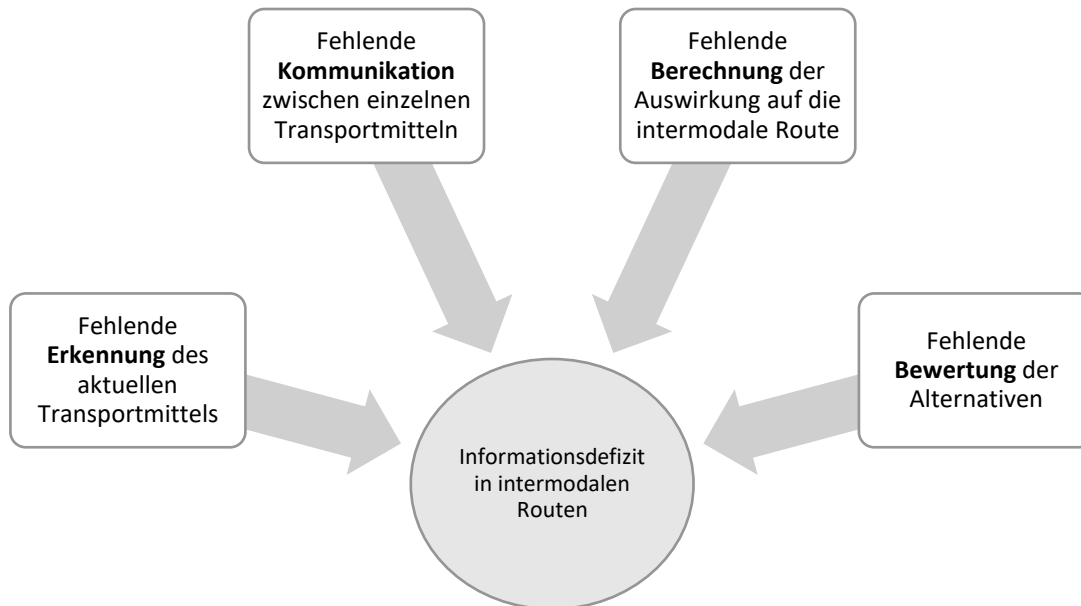 Fehlende
Kommunikation
zwischen einzelnen
Transportmitteln
Fehlende
Berechnung der
Auswirkung auf die
intermodale Route
Fehlende
Erkennung des
aktuellen
Transportmittels
Fehlende
Bewertung der
Alternativen
Informationsdefizit
in intermodalen
Routen